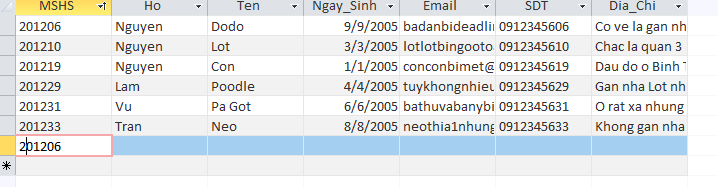 MSHS Ho Ten Ngay_Sinh Email SDT Dia_Chi
201206 Nguyen Dodo 9/9/2005 badanbideadlin 0912345606 Co ve la gan nh
201210 Nguyen Lot 3/3/2005 lotlotbingooto 0912345610 Chac la quan 3
201219 Nguyen Con 1/1/2005 conconbimet@ 0912345619 Dau do o Binh T
201229 Lam Poodle 4/4/2005 tuykhongnhieu 0912345629 Gan nha Lot nh
201231 Vu Pa Got 6/6/2005 bathuvabanybi 0912345631 O rat xa nhung
201233 Tran Neo 8/8/2005 neothia1nhung 0912345633 Khong gan nha
201206